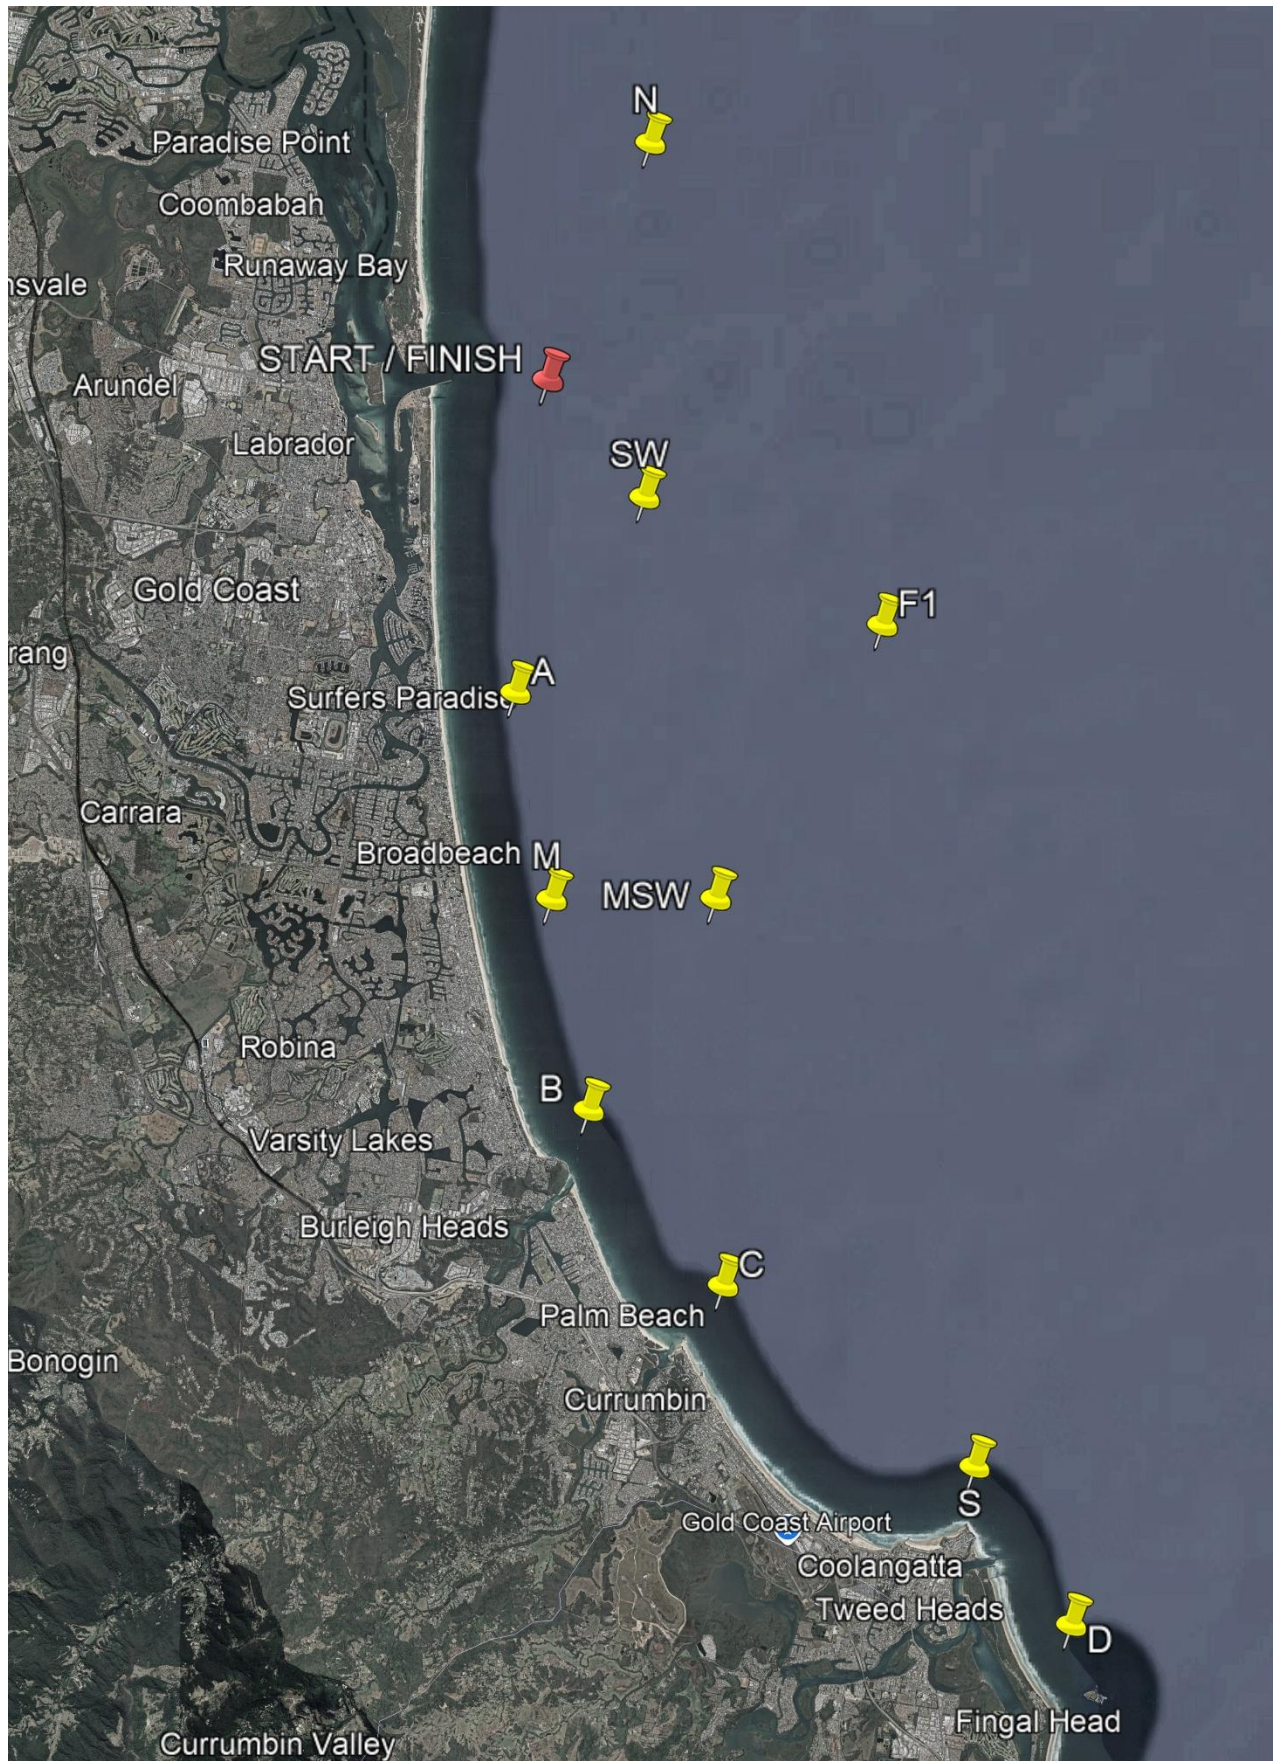 N
Paradise Point
Coombabah
Runaway Bay
nsvale
START / FINISH
Arundel
Labrador
SW
Gold Coast
F1
rang
A
Surfers Paradise
Carrara
Broadbeach
M
MSW
Robina
B
Varsity Lakes
Burleigh Heads
C
Palm Beach
Bonogin
Currumbin
S
Gold Coast Airport
Coolangatta
Tweed Heads
D
Fingal Head
Currumbin Valley